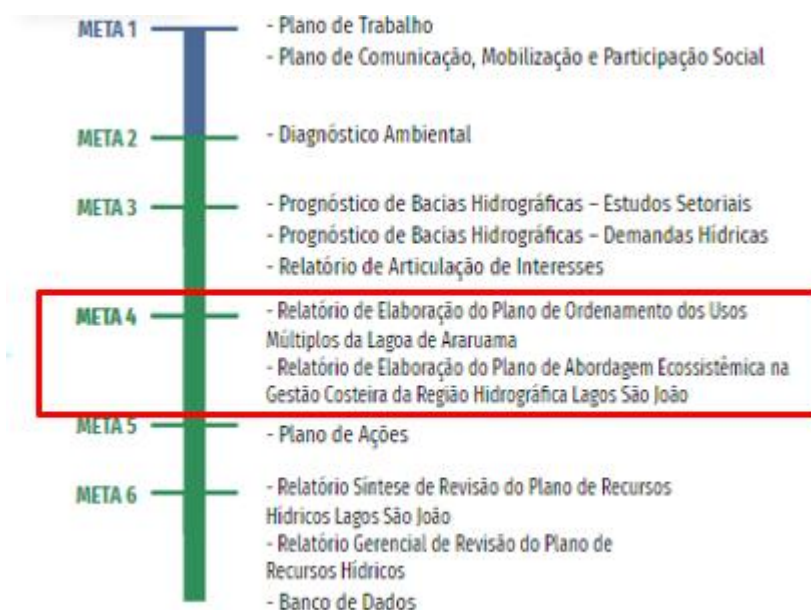 META 1
- Plano de Trabalho
- Plano de Comunicação, Mobilização e Participação Social
META 2
- Diagnóstico Ambiental
META 3
- Prognóstico de Bacias Hidrográficas – Estudos Setoriais
- Prognóstico de Bacias Hidrográficas – Demandas Hídricas
- Relatório de Articulação de Interesses
META 4
- Relatório de Elaboração do Plano de Ordenamento dos Usos
Múltiplos da Lagoa de Araruama
- Relatório de Elaboração do Plano de Abordagem Ecossistêmica na
Gestão Costeira da Região Hidrográfica Lagos São João
META 5
- Plano de Ações
META 6
- Relatório Síntese de Revisão do Plano de Recursos
Hídricos Lagos São João
- Relatório Gerencial de Revisão do Plano de
Recursos Hídricos
- Banco de Dados